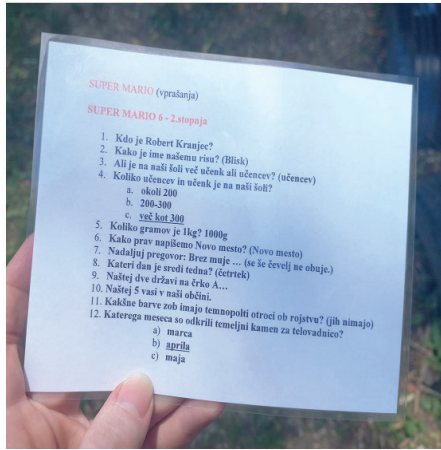 SUPER MARIO (vprašanja)
SUPER MARIO 6 - 2.stopnja
1. Kdo je Robert Kranjec?
2. Kako je ime našemu risu? (Blisk)
3. Ali je na naši šoli več učenk ali učencev? (učencev)
4. Koliko učencev in učenk je na naši šoli?
a. okoli 200
b. 200-300
c. več kot 300
5. Koliko gramov je 1kg? 1000g
6. Kako prav napišemo Novo mesto? (Novo mesto)
7. Nadaljuj pregovor: Brez muje ... (se še čevelj ne obuje.)
8. Kateri dan je sredi tedna? (četrtek)
9. Naštej dve državi na črko A...
10. Naštej 5 vasi v naši občini.
11. Kakšne barve zob imajo temnopolti otroci ob rojstvu? (jih nimajo)
12. Katerega meseca so odkrili temeljni kamen za telovadnico?
a) marca
b) aprila
c) maja